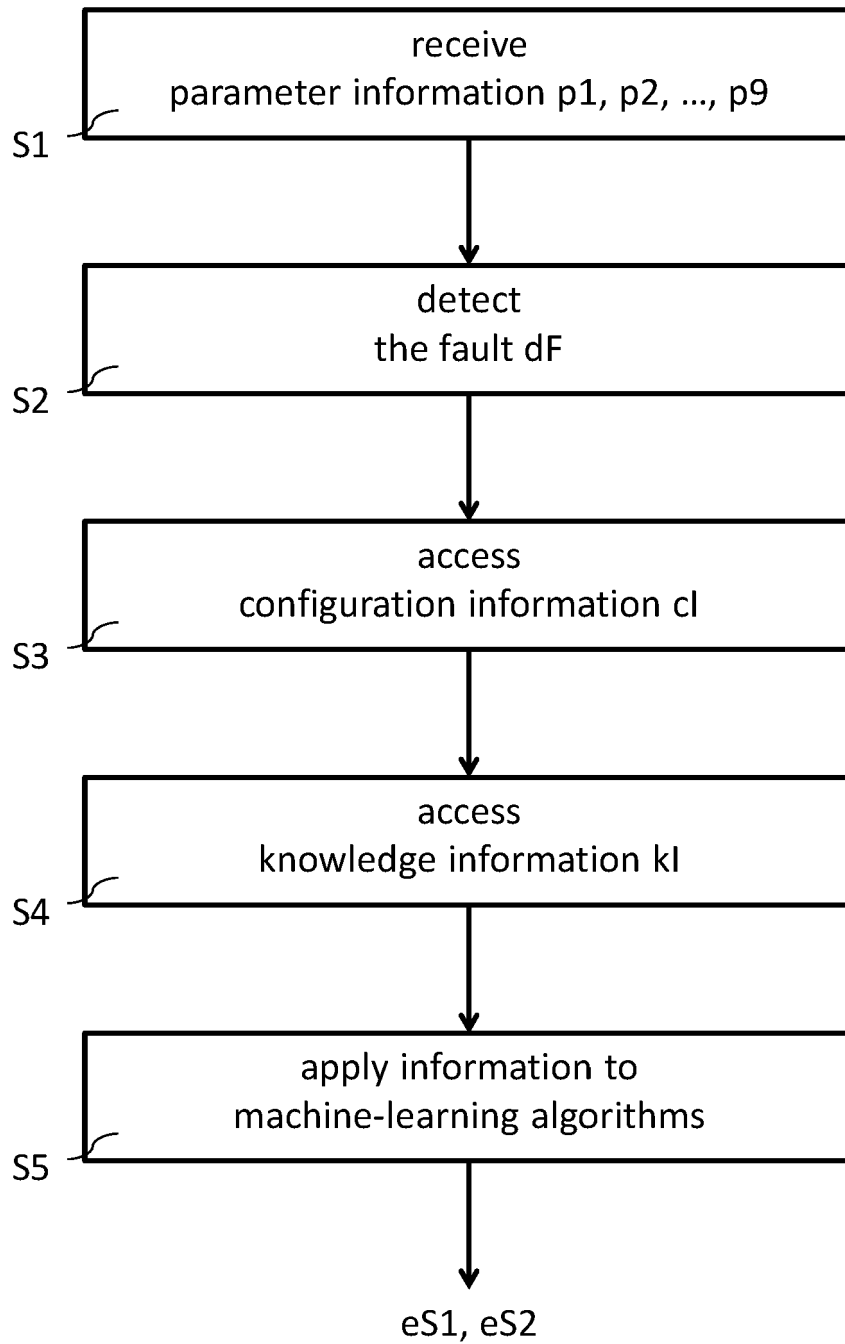 receive
parameter information p1, p2, ..., p9
S1
detect
the fault dF
S2
access
configuration information cI
S3
access
knowledge information kI
S4
apply information to
machine-learning algorithms
S5
eS1, eS2